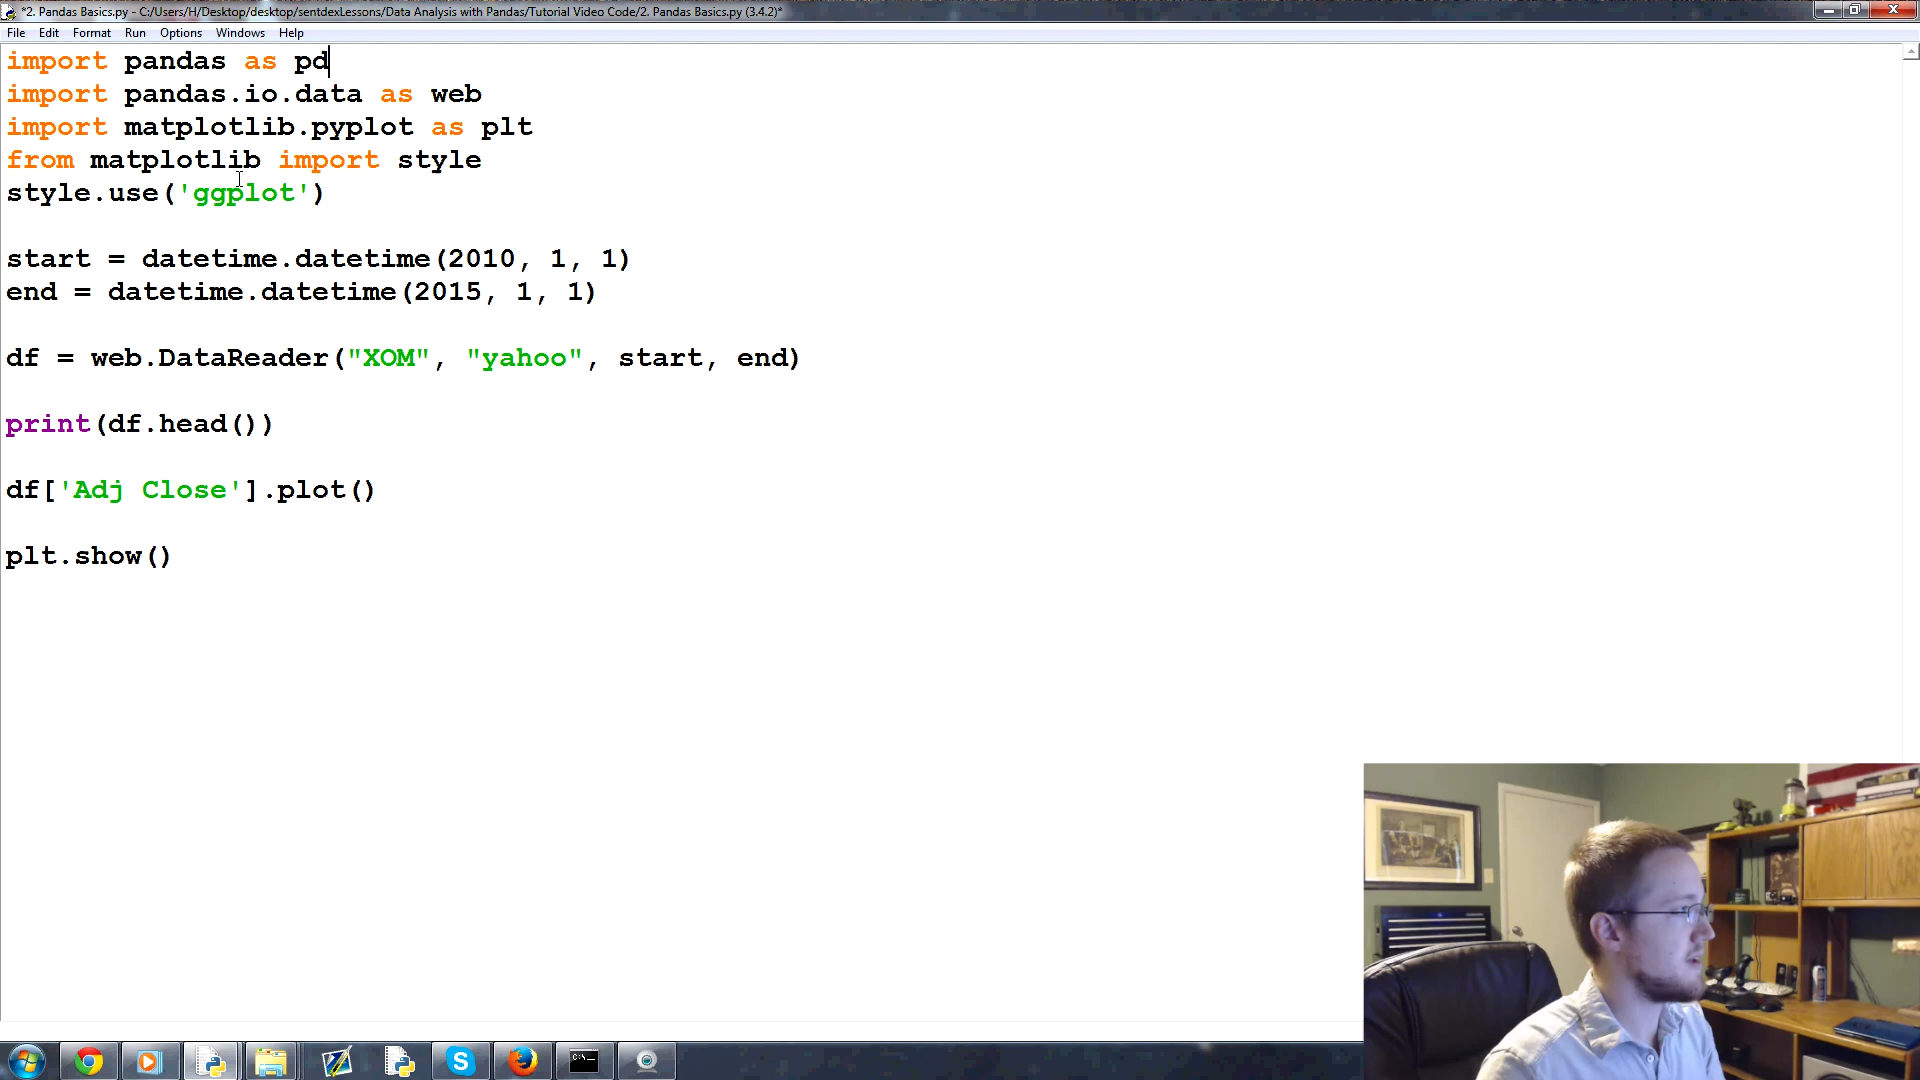 *2. Pandas Basics.py - C:/Users/H/Desktop/desktop/sentdexLessons/Data Analysis with Pandas/Tutorial Video Code/2. Pandas Basics.py (3.4.2)*
File Edit Format Run Options Windows Help
import pandas as pd
import pandas.io.data as web
import matplotlib.pyplot as plt
from matplotlib import style
style.use('ggplot')
start = datetime.datetime(2010, 1, 1)
end = datetime.datetime(2015, 1, 1)
df = web.DataReader("XOM", "yahoo", start, end)
print(df.head())
df['Adj Close'].plot()
plt.show()